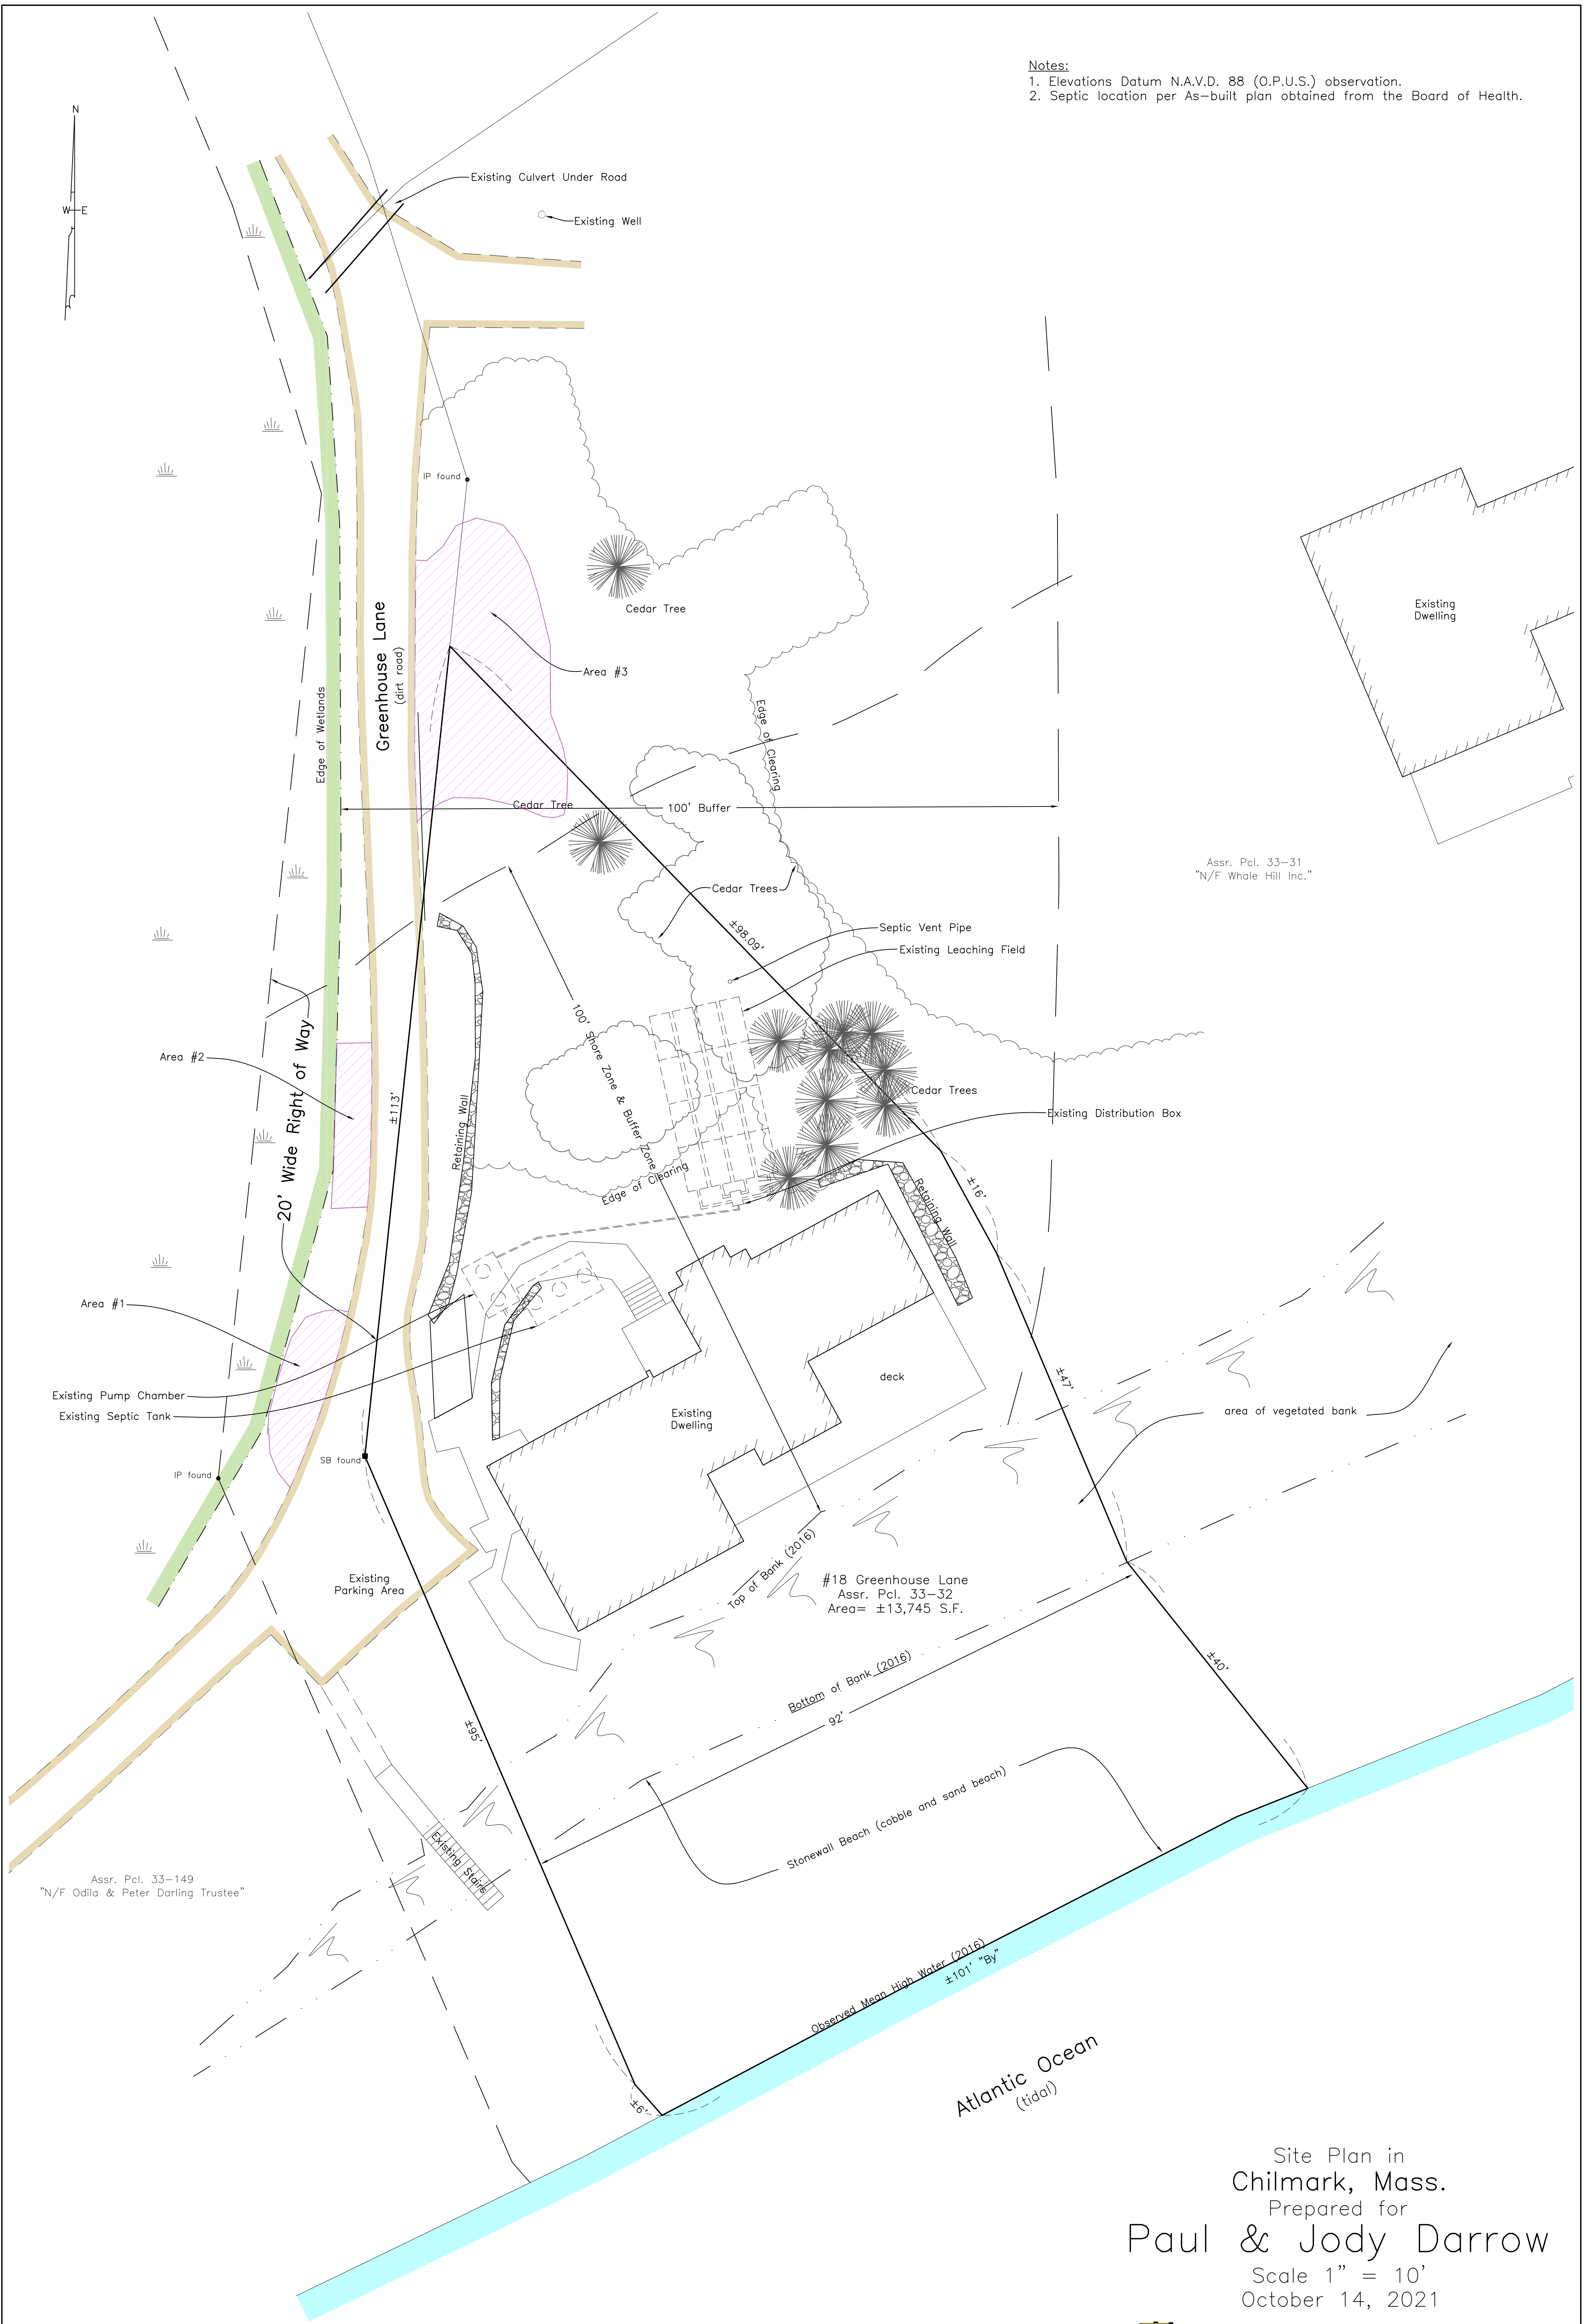 Notes:
1. Elevations Datum N.A.V.D. 88 (O.P.U.S.) observation.
2. Septic location per As-built plan obtained from the Board of Health.
N
W E
Existing Culvert Under Road
Existing Well
IP found
Cedar Tree
Existing
Dwelling
Greenhouse Lane
(dirt road)
Area #3
Edge of Wetlands
Edge of Clearing
Cedar Tree
100' Buffer
Assr. Pcl. 33-31
"N/F Whale Hill Inc."
Cedar Trees
±98.09'
Septic Vent Pipe
Existing Leaching Field
100' Shore Zone & Buffer Zone
20' Wide Right of Way
Area #2
±113'
Retaining Wall
Cedar Trees
Existing Distribution Box
Edge of Clearing
±16'
Retaining Wall
Area #1
Existing Pump Chamber
Existing Septic Tank
deck
±47'
Existing
Dwelling
area of vegetated bank
SB found
IP found
Existing
Parking Area
Top of Bank (2016)
#18 Greenhouse Lane
Assr. Pcl. 33-32
Area= ±13,745 S.F.
Bottom of Bank (2016)
92'
±40'
±95'
Stonewall Beach (cobble and sand beach)
Existing Stairs
Assr. Pcl. 33-149
"N/F Odila & Peter Darling Trustee"
Observed Mean High Water (2016)
±101' "By"
±6'
Atlantic Ocean
(tidal)
Site Plan in
Chilmark, Mass.
Prepared for
Paul & Jody Darrow
Scale 1" = 10'
October 14, 2021